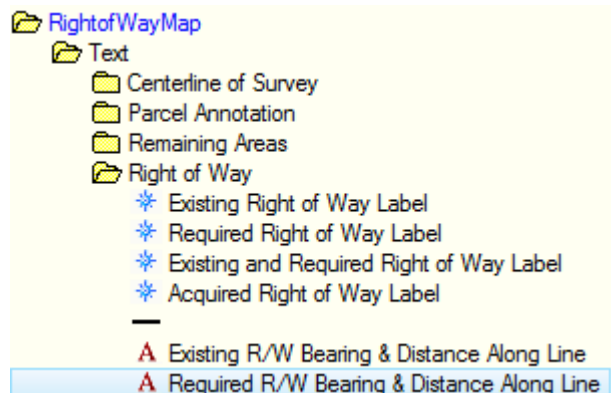 RightofWayMap
Text
Centerline of Survey
Parcel Annotation
Remaining Areas
Right of Way
Existing Right of Way Label
Required Right of Way Label
Existing and Required Right of Way Label
Acquired Right of Way Label
A Existing R/W Bearing & Distance Along Line
A Required R/W Bearing & Distance Along Line